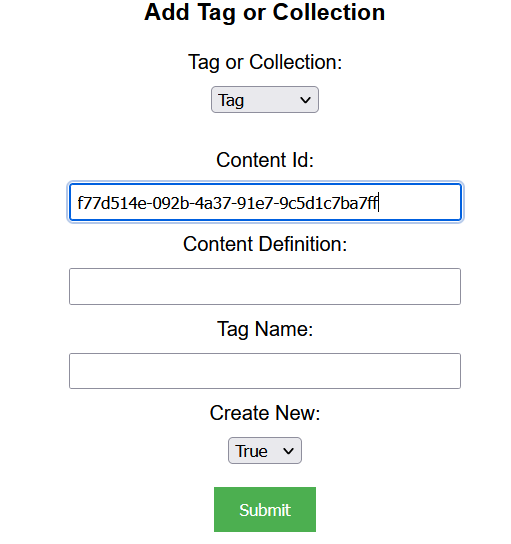 Add Tag or Collection
Tag or Collection:
Tag
Content Id:
f77d514e-092b-4a37-91e7-9c5d1c7ba7ff
Content Definition:
Tag Name:
Create New:
True
Submit